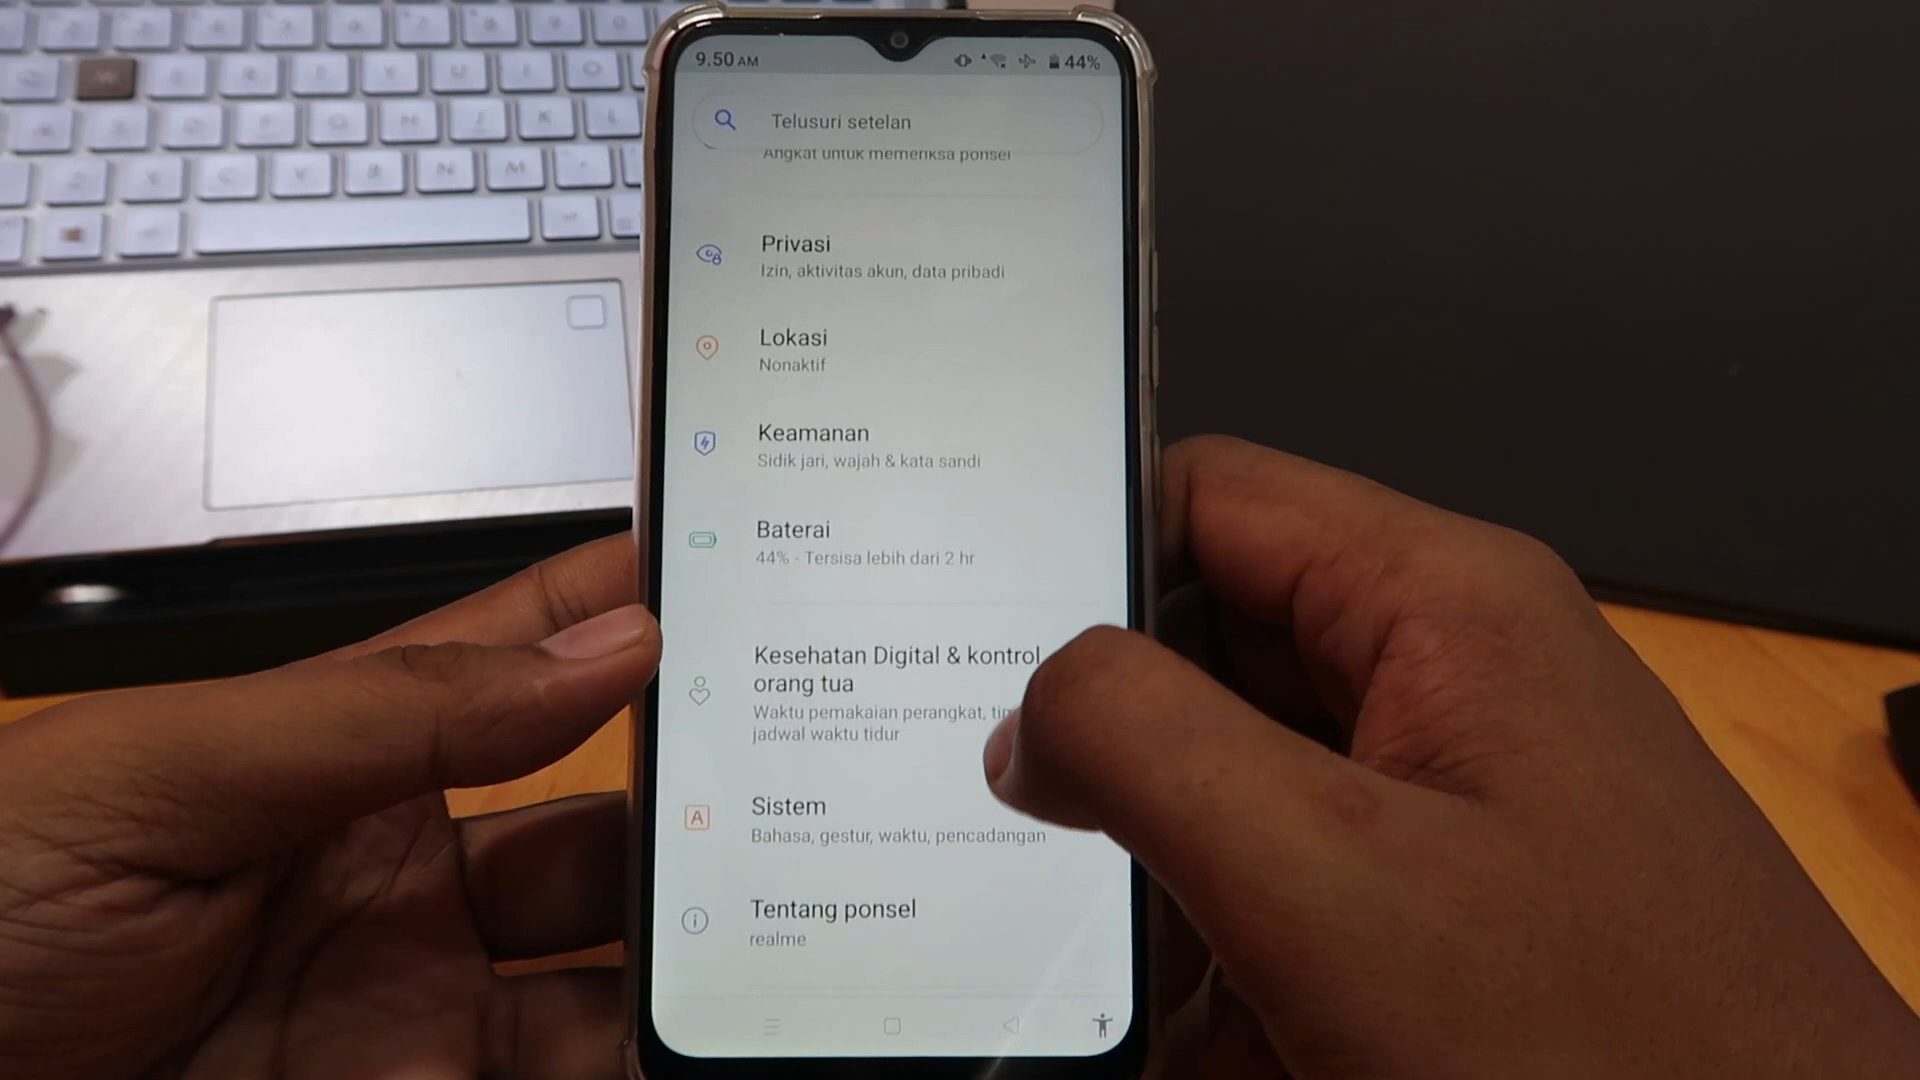 9.50 AM
44%
Telusuri setelan
Angkat untuk memeriksa ponsel
Privasi
Izin, aktivitas akun, data pribadi
Lokasi
Nonaktif
Keamanan
Sidik jari, wajah & kata sandi
Baterai
44% - Tersisa lebih dari 2 hr
Kesehatan Digital & kontrol
orang tua
Waktu pemakaian perangkat,
jadwal waktu tidur
A
Sistem
Bahasa, gestur, waktu, pencadangan
Tentang ponsel
realme